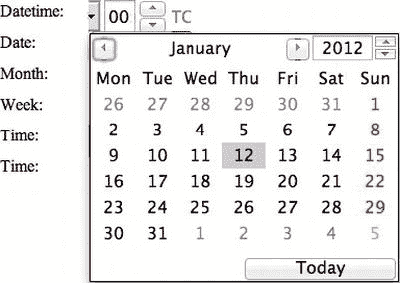 Datetime: 00 TC
Date:
Month:
Week:
Time:
Time:
January 2012
Mon Tue Wed Thu Fri Sat Sun
26 27 28 29 30 31 1
2 3 4 5 6 7 8
9 10 11 12 13 14 15
16 17 18 19 20 21 22
23 24 25 26 27 28 29
30 31 1 2 3 4 5
Today